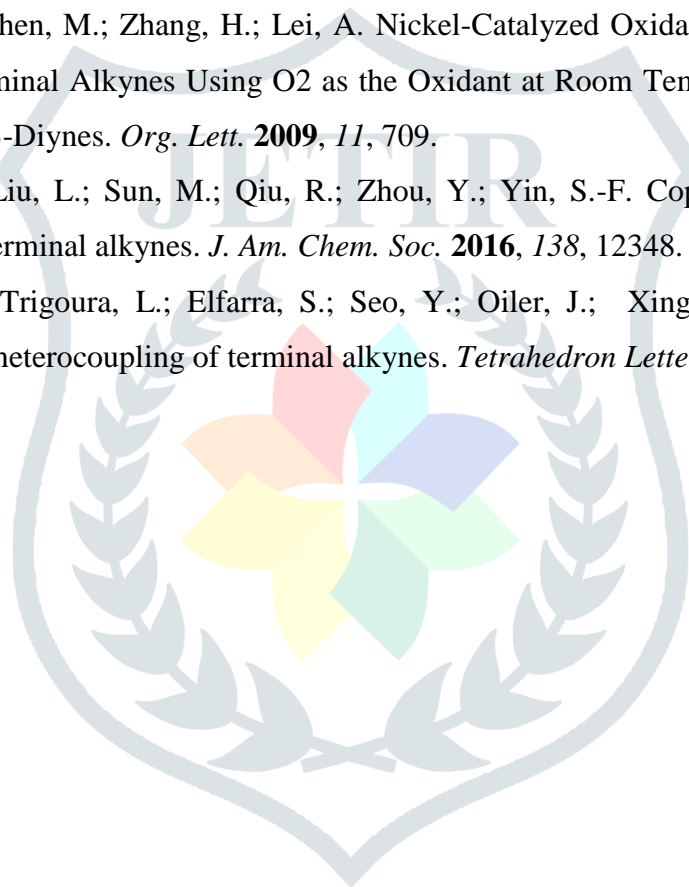 hen, M.; Zhang, H.; Lei, A. Nickel-Catalyzed Oxida
minal Alkynes Using O2 as the Oxidant at Room Ten
-Diynes. Org. Lett. 2009, 11, 709.
JETIR
Liu, L.; Sun, M.; Qiu, R.; Zhou, Y.; Yin, S.-F. Cop
erminal alkynes. J. Am. Chem. Soc. 2016, 138, 12348.
Trigoura, L.; Elfarra, S.; Seo, Y.; Oiler, J.; Xing
heterocoupling of terminal alkynes. Tetrahedron Lette